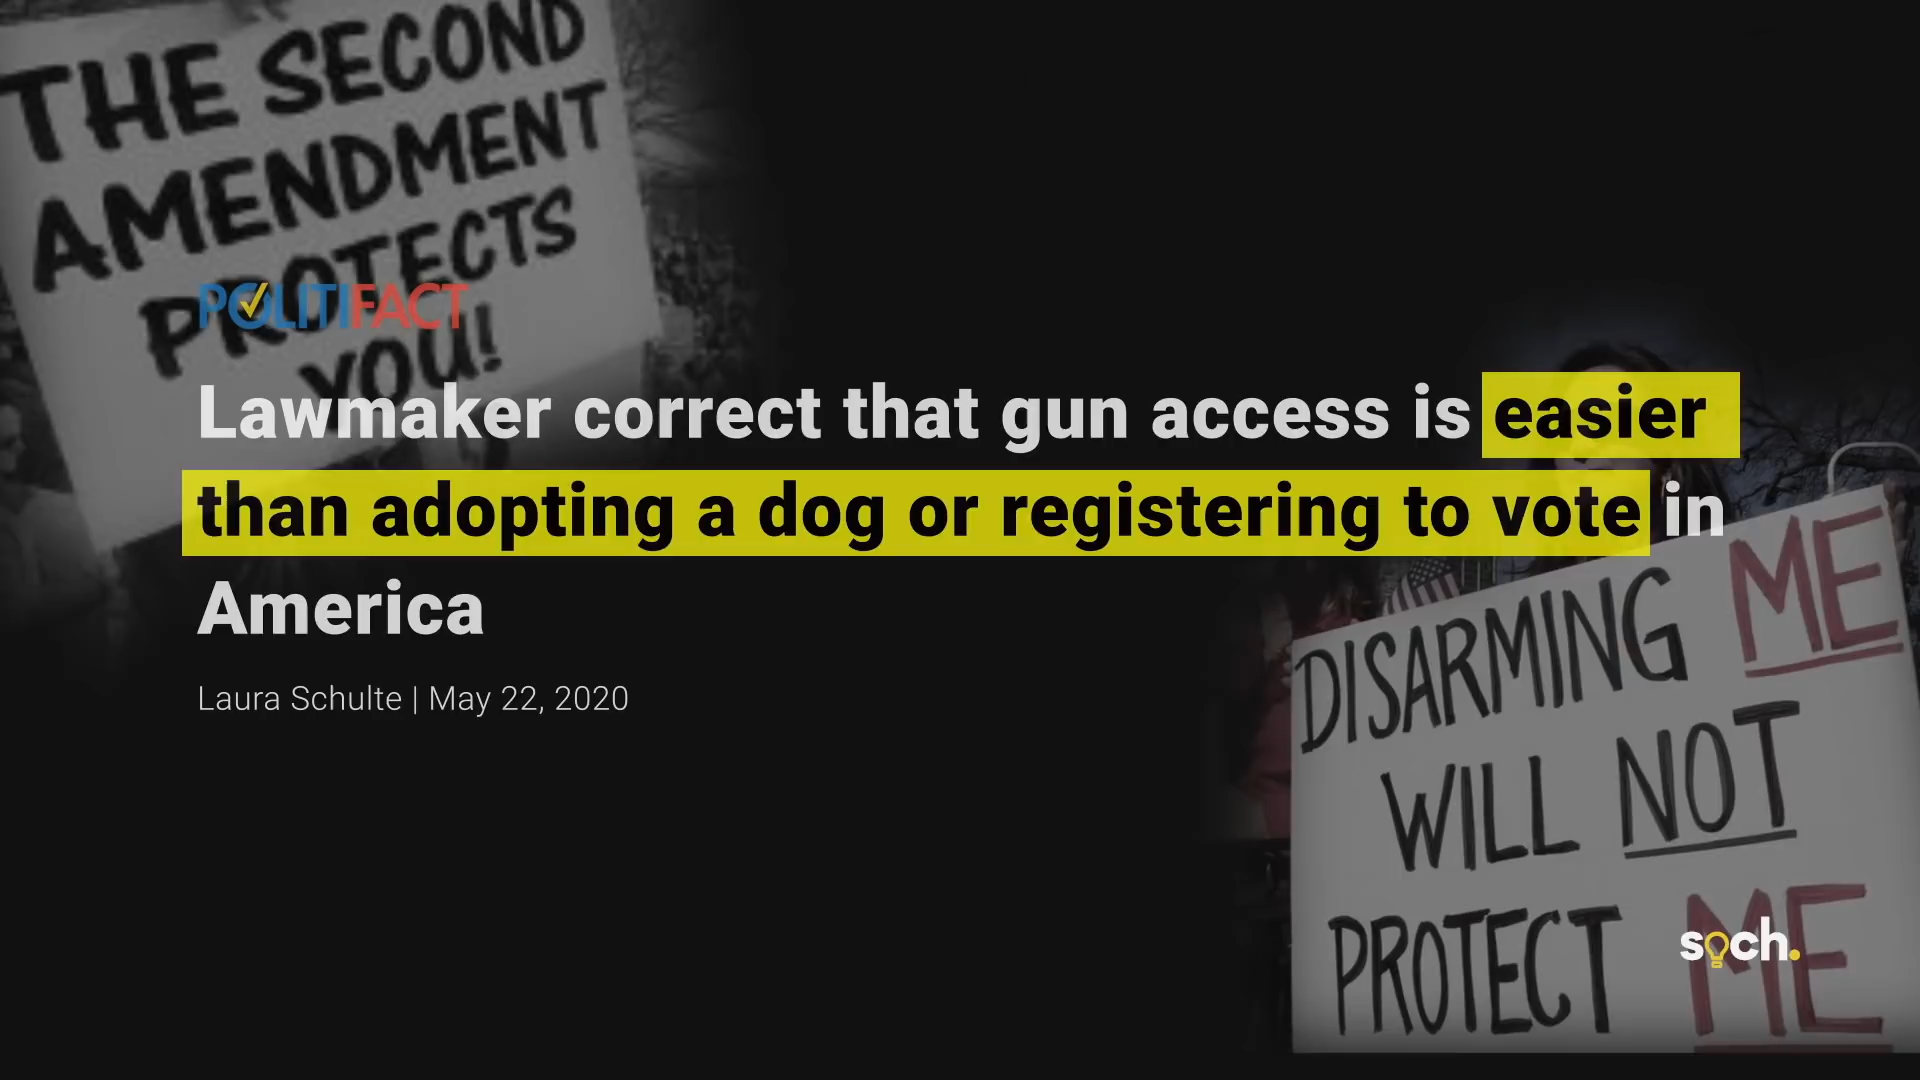 THE SECOND
AMENDMENT
PROTECTS
YOU!
POLITIFACT
Lawmaker correct that gun access is easier
than adopting a dog or registering to vote in
America
Laura Schulte | May 22, 2020
DISARMING ME
WILL NOT
PROTECT ME
soch.